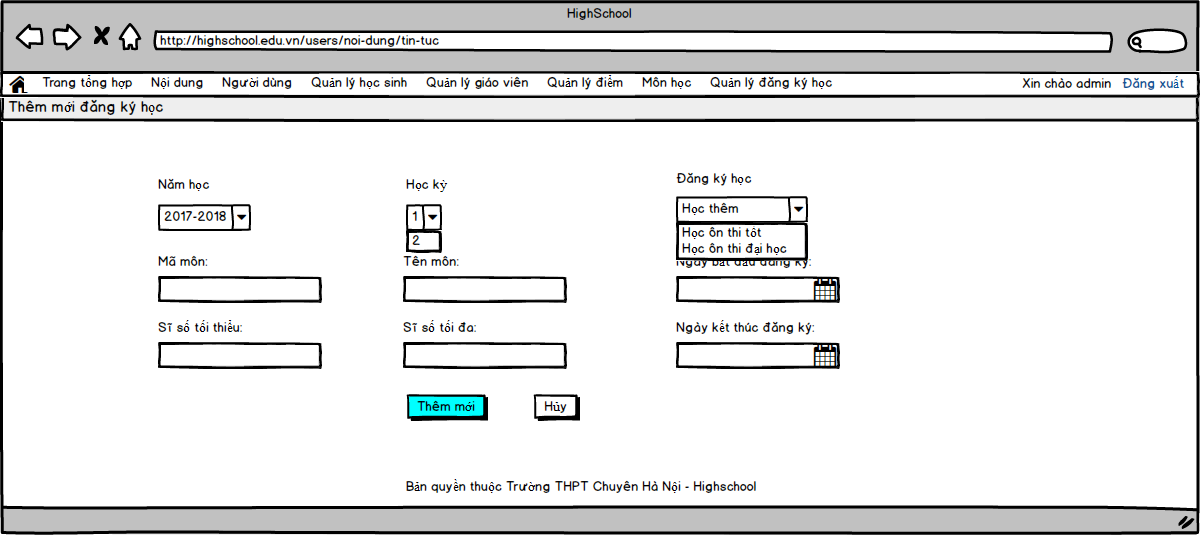 HighSchool
http://highschool.edu.vn/users/noi-dung/tin-tuc
Trang tổng hợp Nội dung Người dùng Quản lý học sinh Quản lý giáo viên Quản lý điểm Môn học Quản lý đăng ký học Xin chào admin Đăng xuất
Thêm mới đăng ký học
Năm học Học kỳ Đăng ký học
2017-2018 1 Học thêm
2 Học ôn thi tốt
Học ôn thi đại học
Mã môn: Tên môn: Ngày bắt đầu đăng ký:
Sĩ số tối thiểu: Sĩ số tối đa: Ngày kết thúc đăng ký:
Thêm mới Hủy
Bản quyền thuộc Trường THPT Chuyên Hà Nội - Highschool